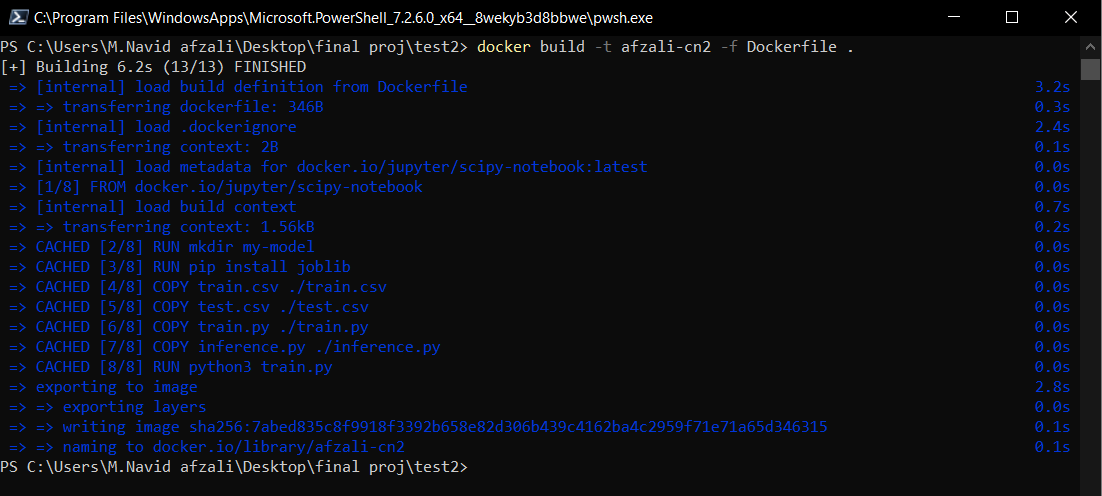 C:\Program Files\WindowsApps\Microsoft.PowerShell_7.2.6.0_x64__8wekyb3d8bbwe\pwsh.exe
PS C:\Users\M.Navid afzali\Desktop\final proj\test2> docker build -t afzali-cn2 -f Dockerfile .
[+] Building 6.2s (13/13) FINISHED
=> [internal] load build definition from Dockerfile 3.2s
=> => transferring dockerfile: 346B 0.3s
=> [internal] load .dockerignore 2.4s
=> => transferring context: 2B 0.1s
=> [internal] load metadata for docker.io/jupyter/scipy-notebook:latest 0.0s
=> [1/8] FROM docker.io/jupyter/scipy-notebook 0.0s
=> [internal] load build context 0.7s
=> => transferring context: 1.56kB 0.2s
=> CACHED [2/8] RUN mkdir my-model 0.0s
=> CACHED [3/8] RUN pip install joblib 0.0s
=> CACHED [4/8] COPY train.csv ./train.csv 0.0s
=> CACHED [5/8] COPY test.csv ./test.csv 0.0s
=> CACHED [6/8] COPY train.py ./train.py 0.0s
=> CACHED [7/8] COPY inference.py ./inference.py 0.0s
=> CACHED [8/8] RUN python3 train.py 0.0s
=> exporting to image 2.8s
=> => exporting layers 0.0s
=> => writing image sha256:7abed835c8f9918f3392b658e82d306b439c4162ba4c2959f71e71a65d346315 0.1s
=> => naming to docker.io/library/afzali-cn2 0.1s
PS C:\Users\M.Navid afzali\Desktop\final proj\test2>